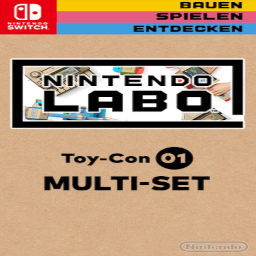 NINTENDO
SWITCH
BAUEN
SPIELEN
ENTDECKEN
NINTENDO
LABO
Toy-Con 01
MULTI-SET
Nintendo